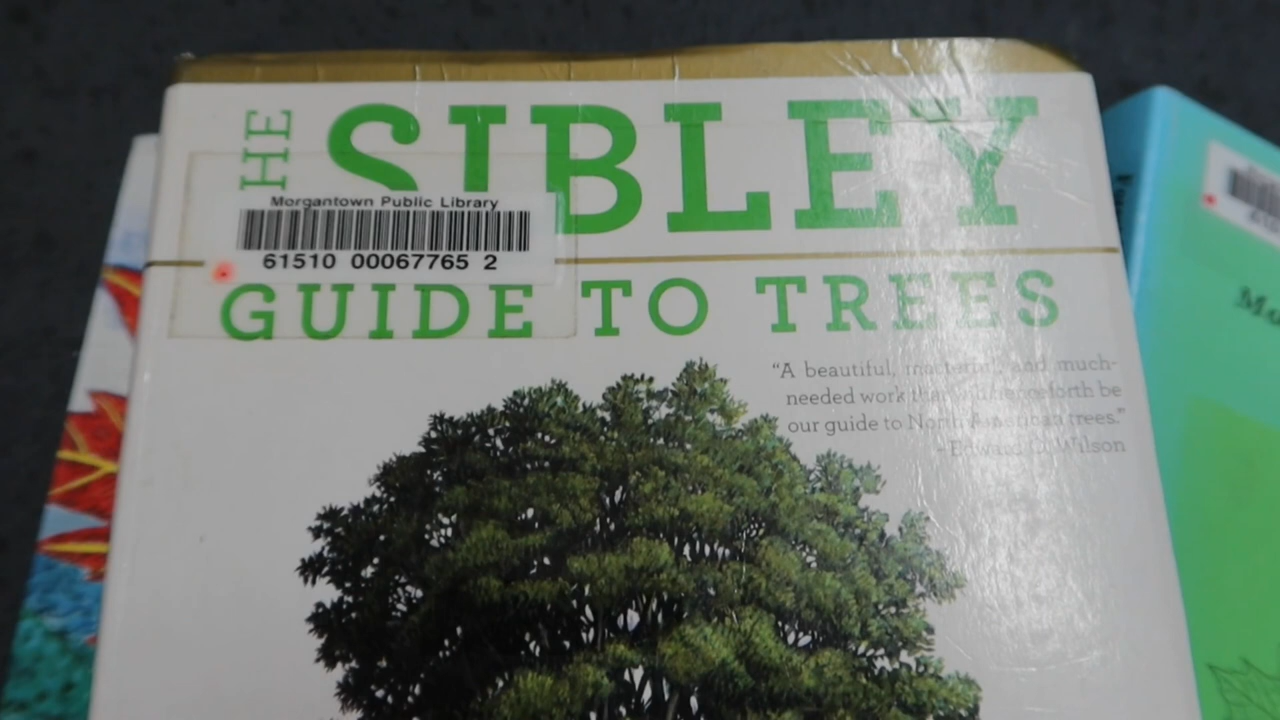 THE
SIBLEY
Morgantown Public Library
61510 00067765 2
GUIDE TO TREES
"A beautiful, masterful, and much-
needed work that will henceforth be
our guide to North American trees."
-Edward O. Wilson